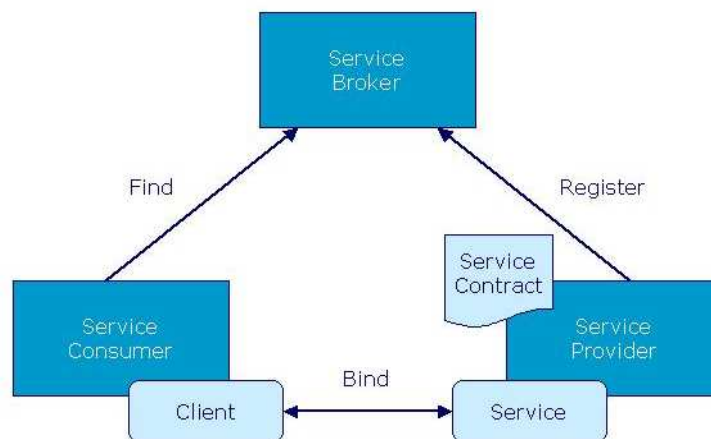 Service
Broker
Find
Register
Service
Contract
Service
Consumer
Service
Provider
Bind
Client
Service